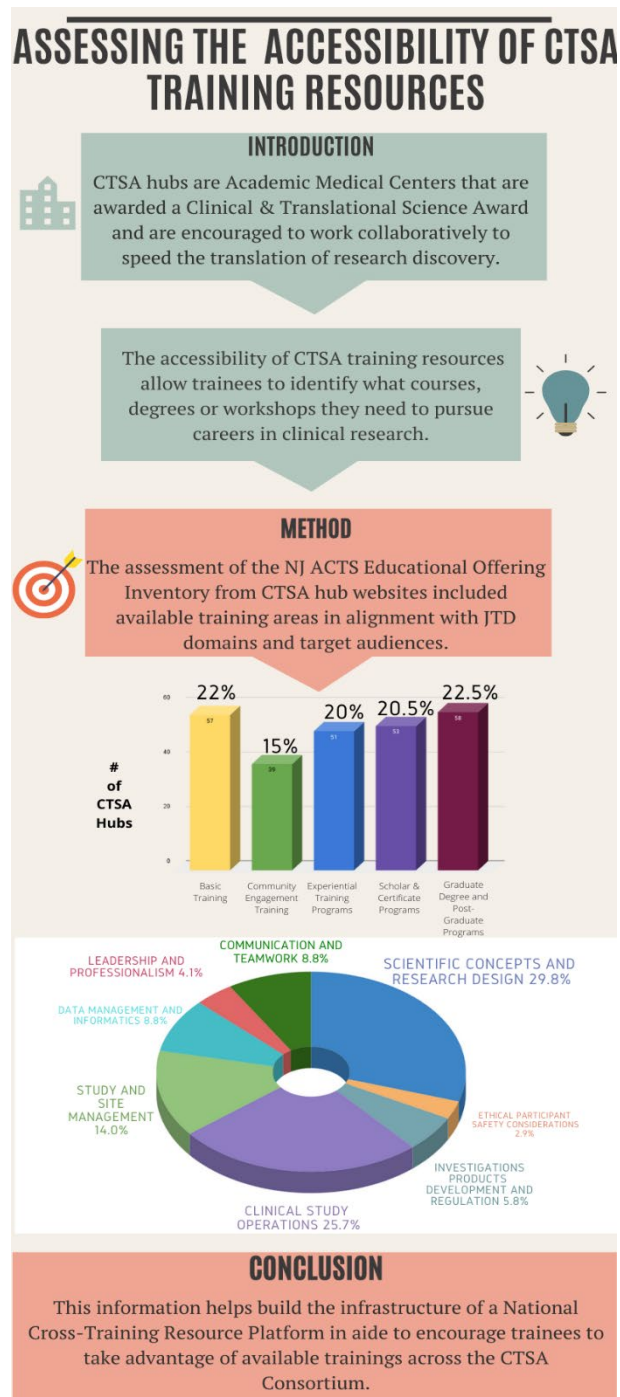 ASSESSING THE ACCESSIBILITY OF CTSA
TRAINING RESOURCES
INTRODUCTION
CTSA hubs are Academic Medical Centers that are
awarded a Clinical & Translational Science Award
and are encouraged to work collaboratively to
speed the translation of research discovery.
The accessibility of CTSA training resources
allow trainees to identify what courses,
degrees or workshops they need to pursue
careers in clinical research.
METHOD
The assessment of the NJ ACTS Educational Offering
Inventory from CTSA hub websites included
available training areas in alignment with JTD
domains and target audiences.
60
40
20
0
#
of
CTSA
Hubs
22%
57
15%
20%
51
20.5%
53
22.5%
58
Basic
Training
Community
Engagement
Training
Experiential
Training
Programs
Scholar &
Certificate
Programs
Graduate
Degree and
Post-
Graduate
Programs
COMMUNICATION AND
TEAMWORK 8.8%
LEADERSHIP AND
PROFESSIONALISM 4.1%
SCIENTIFIC CONCEPTS AND
RESEARCH DESIGN 29.8%
DATA MANAGEMENT AND
INFORMATICS 8.8%
STUDY AND
SITE
MANAGEMENT
14.0%
ETHICAL PARTICIPANT
SAFETY CONSIDERATIONS
2.9%
INVESTIGATIONS
PRODUCTS
DEVELOPMENT AND
REGULATION 5.8%
CLINICAL STUDY
OPERATIONS 25.7%
CONCLUSION
This information helps build the infrastructure of a National
Cross-Training Resource Platform in aide to encourage trainees to
take advantage of available trainings across the CTSA
Consortium.